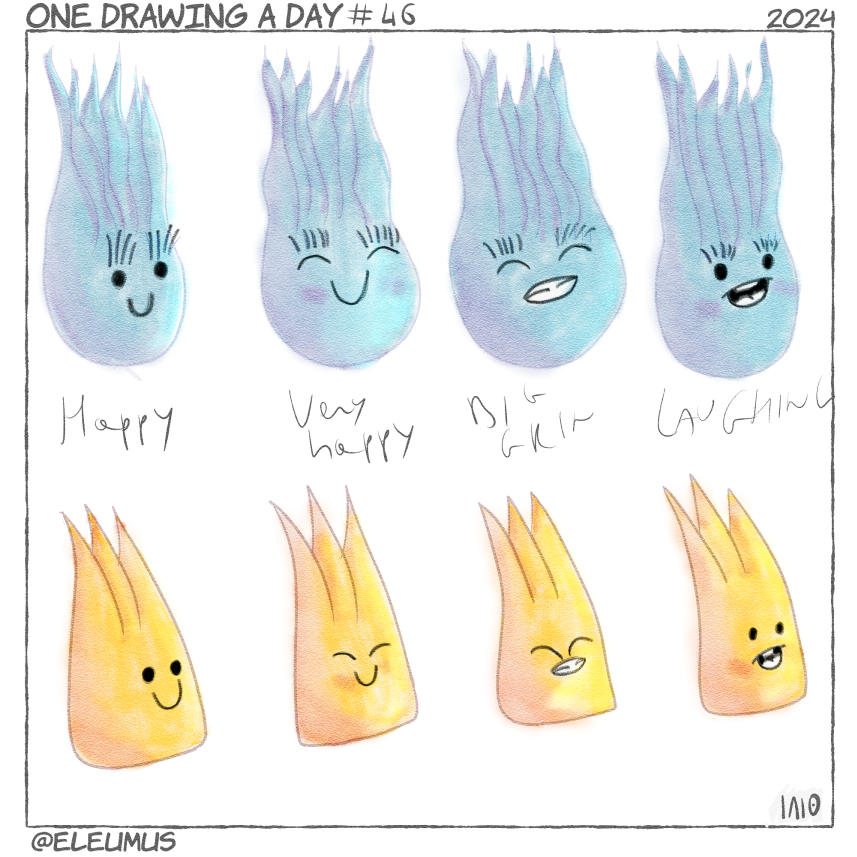 ONE DRAWING A DAY # 46
2024
Happy
Very
happy
BIG
GRIN
LAUGHING
@ELEUMUS